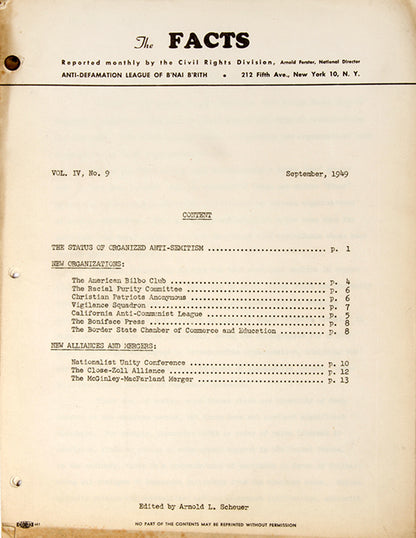 The FACTS
Reported monthly by the Civil Rights Division, Arnold Forster, National Director
ANTI-DEFAMATION LEAGUE OF B'NAI B'RITH • 212 Fifth Ave., New York 10, N. Y.
VOL. IV, No. 9 September, 1949
CONTENT
THE STATUS OF ORGANIZED ANTI-SEMITISM .......................... p. 1
NEW ORGANIZATIONS:
The American Bilbo Club .................................. p. 4
The Racial Purity Committee .............................. p. 6
Christian Patriots Anonymous ............................. p. 6
Vigilance Squadron ....................................... p. 7
California Anti-Communist League ......................... p. 5
The Boniface Press ....................................... p. 8
The Border State Chamber of Commerce and Education ....... p. 8
NEW ALLIANCES AND MERGERS:
Nationalist Unity Conference ............................. p. 10
The Close-Zoll Alliance .................................. p. 12
The McGinley-MacFarland Merger ........................... p. 13
Edited by Arnold L. Scheuer
NO PART OF THE CONTENTS MAY BE REPRINTED WITHOUT PERMISSION